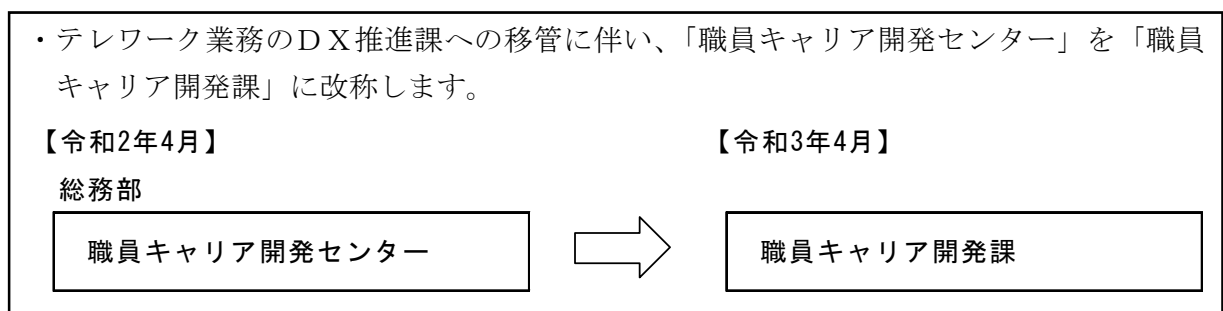 ・テレワーク業務のＤＸ推進課への移管に伴い、「職員キャリア開発センター」を「職員
キャリア開発課」に改称します。
【令和2年4月】 【令和3年4月】
総務部
職員キャリア開発センター 職員キャリア開発課